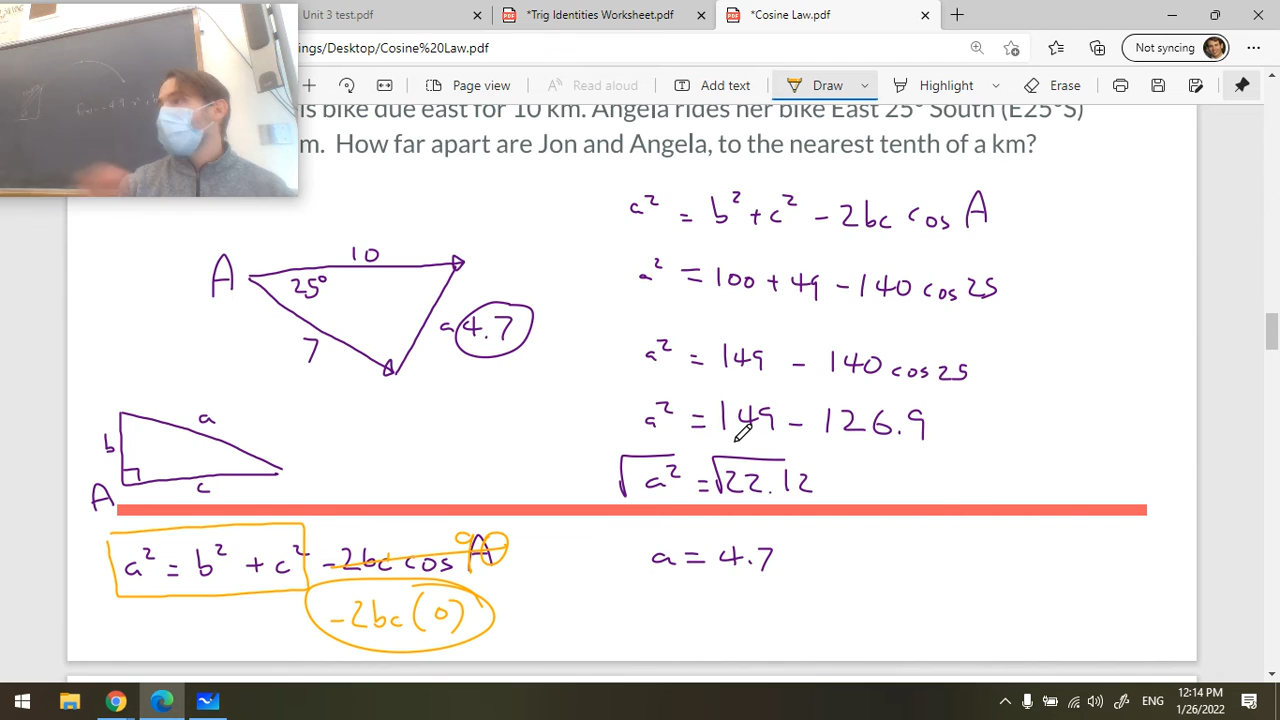 Unit 3 test.pdf
*Trig Identities Worksheet.pdf
*Cosine Law.pdf
ings/Desktop/Cosine%20Law.pdf
Not syncing
Page view
Read aloud
Add text
Draw
Highlight
Erase
is bike due east for 10 km. Angela rides her bike East 25° South (E25°S)
m. How far apart are Jon and Angela, to the nearest tenth of a km?
a² = b² + c² - 2bc cos A
A 10 25° 7 a 4.7
a² = 100 + 49 - 140 cos 25
a² = 149 - 140 cos 25
a² = 149 - 126.9
√a² = √22.12
a = 4.7
b a
A c
a² = b² + c² - 2bc cos A 90
-2bc (0)
ENG
12:14 PM
1/26/2022